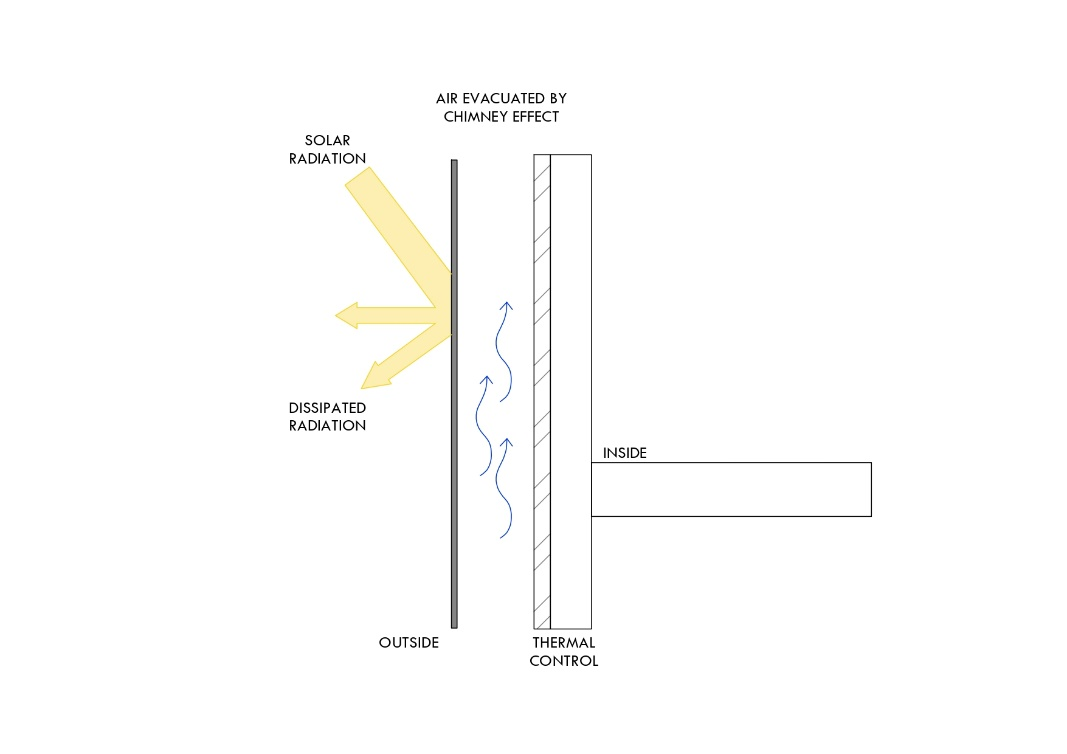 AIR EVACUATED BY
CHIMNEY EFFECT
SOLAR
RADIATION
DISSIPATED
RADIATION
INSIDE
OUTSIDE
THERMAL
CONTROL